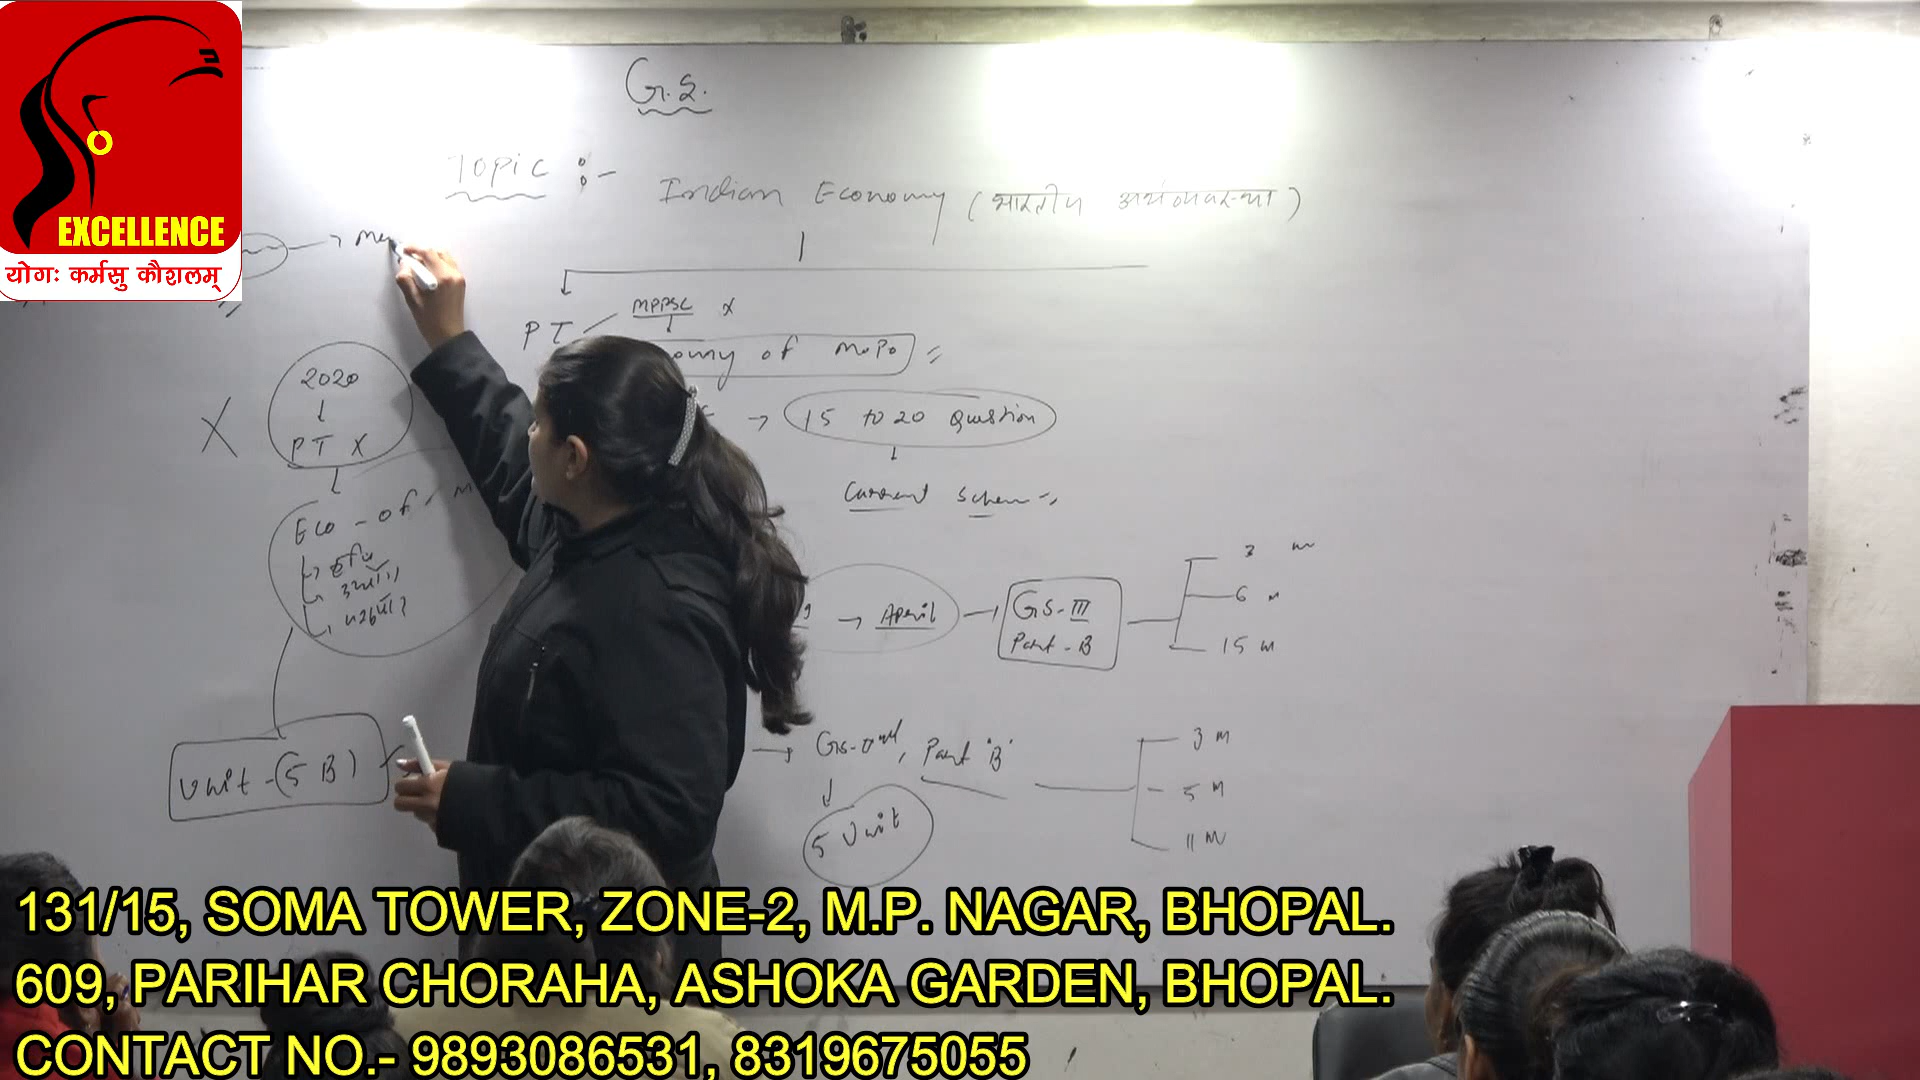 EXCELLENCE
योगः कर्मसु कौशलम्
G.S.
Topic :-
Indian Economy (भारतीय अर्थव्यवस्था)
PT
MPPSC X
omy of M.P.
→ 15 to 20 Question
Current Schem
2020
PT X
X
Eco - of
कृषि
Unit - (5 B)
→ April → GS-III
Part - B
3 m
6 m
15 m
→ GS-, Part 'B'
5 Unit
3 m
5 m
11 m
131/15, SOMA TOWER, ZONE-2, M.P. NAGAR, BHOPAL.
609, PARIHAR CHORAHA, ASHOKA GARDEN, BHOPAL.
CONTACT NO.- 9893086531, 8319675055